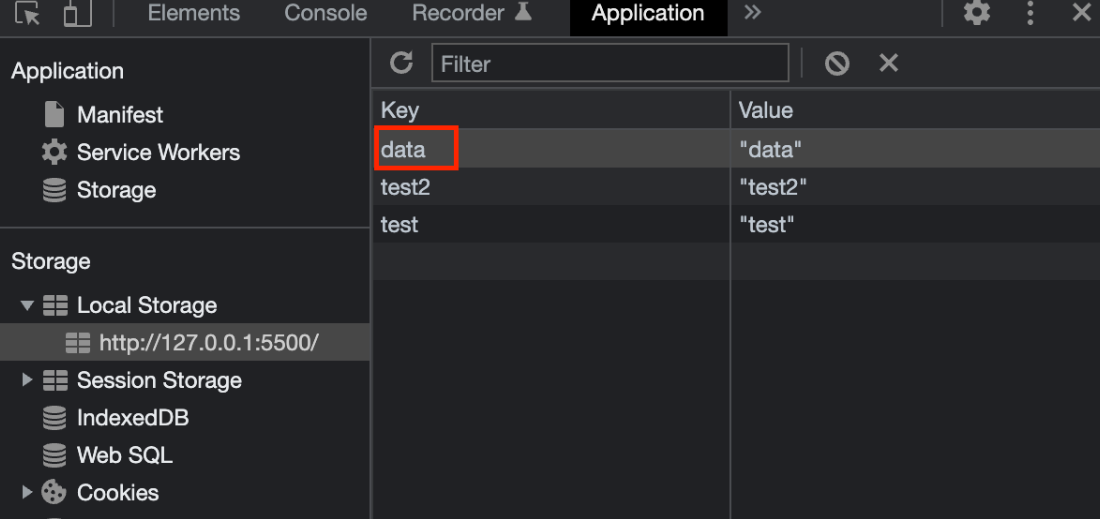 Elements Console Recorder Application
Application
Manifest
Service Workers
Storage
Storage
Local Storage
http://127.0.0.1:5500/
Session Storage
IndexedDB
Web SQL
Cookies
Filter
Key Value
data "data"
test2 "test2"
test "test"